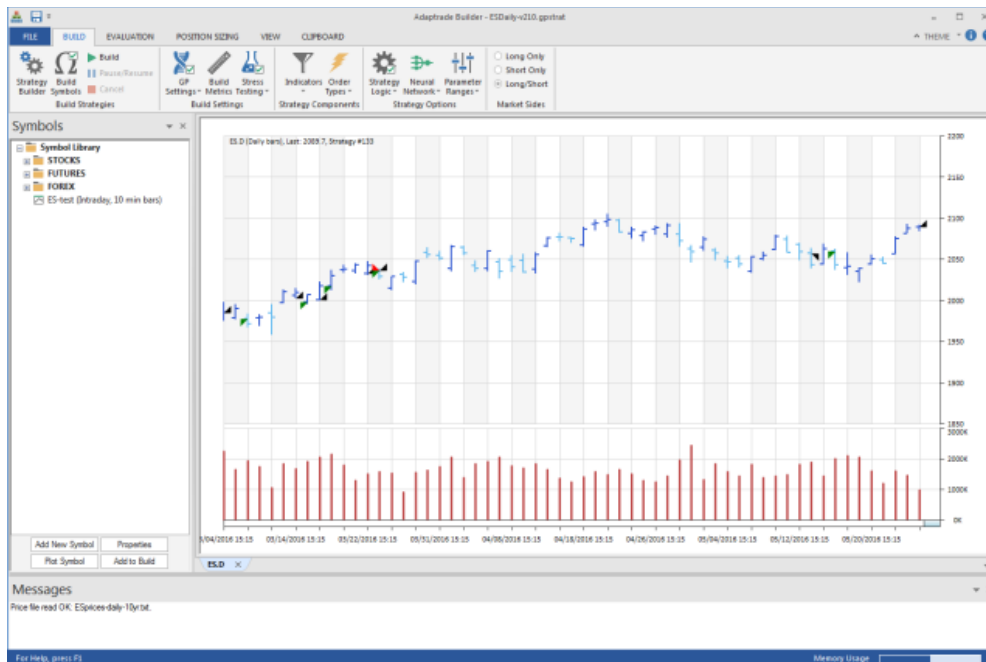 Adaptrade Builder - ESDaily-v210.gpstrat
FILE BUILD EVALUATION POSITION SIZING VIEW CLIPBOARD THEME
Strategy Builder
Build Symbols
Build
Pause/Resume
Cancel
Build Strategies
GP Settings
Build Metrics
Stress Testing
Build Settings
Indicators
Order Types
Strategy Components
Strategy Logic
Neural Network
Parameter Ranges
Strategy Options
Long Only
Short Only
Long/Short
Market Sides
Symbols
Symbol Library
STOCKS
FUTURES
FOREX
ES-test (Intraday, 10 min bars)
Add New Symbol Properties
Plot Symbol Add to Build
ES.D (Daily bars), Last: 2089.7, Strategy #133
2200
2150
2100
2050
2000
1950
1900
1850
3000K
2000K
1000K
0K
/04/2016 15:15 03/14/2016 15:15 03/22/2016 15:15 03/31/2016 15:15 04/08/2016 15:15 04/18/2016 15:15 04/26/2016 15:15 05/04/2016 15:15 05/12/2016 15:15 05/20/2016 15:15
ES.D
Messages
Price file read OK: ESprices-daily-10yr.txt.
For Help, press F1 Memory Usage